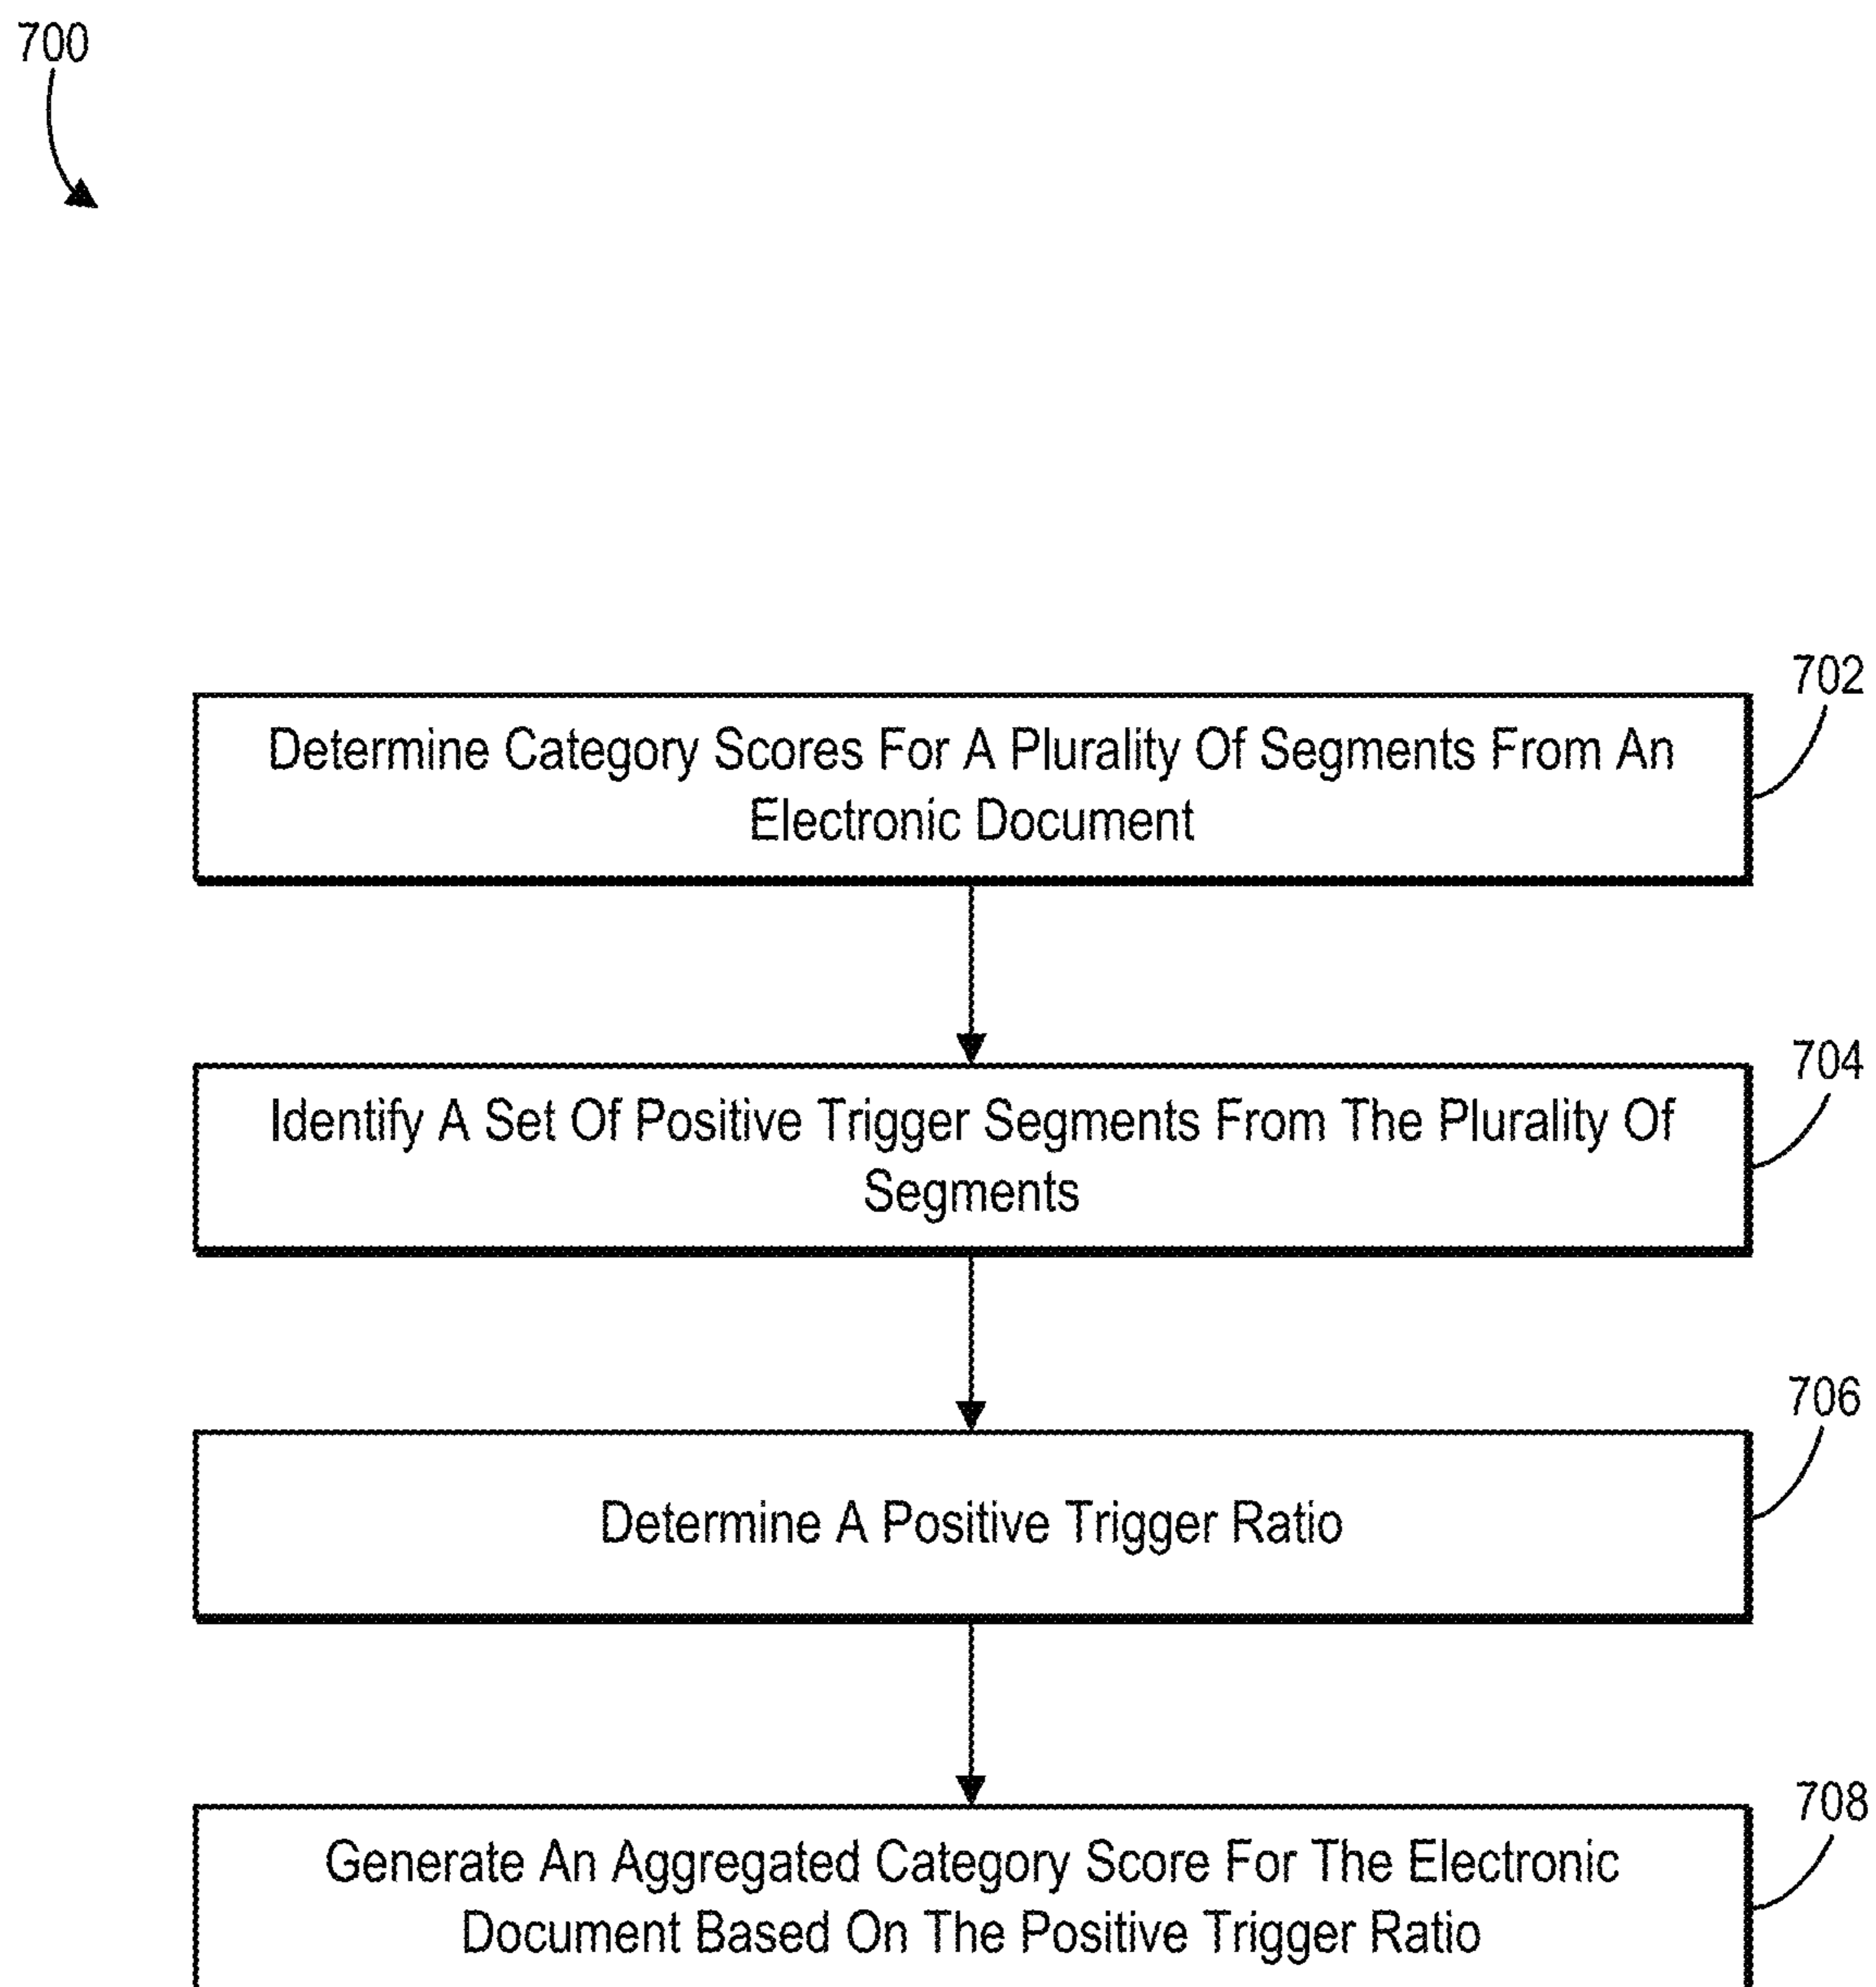 700
702
Determine Category Scores For A Plurality Of Segments From An
Electronic Document
704
Identify A Set Of Positive Trigger Segments From The Plurality Of
Segments
706
Determine A Positive Trigger Ratio
708
Generate An Aggregated Category Score For The Electronic
Document Based On The Positive Trigger Ratio